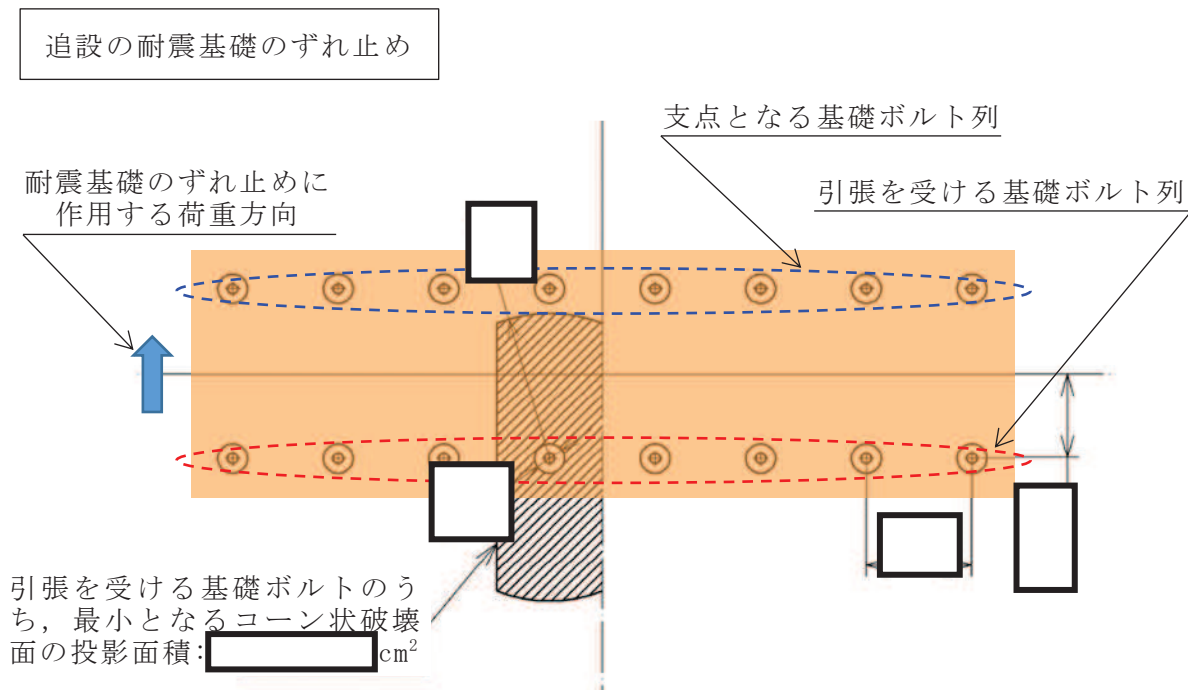 追設の耐震基礎のずれ止め
支点となる基礎ボルト列
耐震基礎のずれ止めに
作用する荷重方向
引張を受ける基礎ボルト列
引張を受ける基礎ボルトのう
ち，最小となるコーン状破壊
面の投影面積：cm²